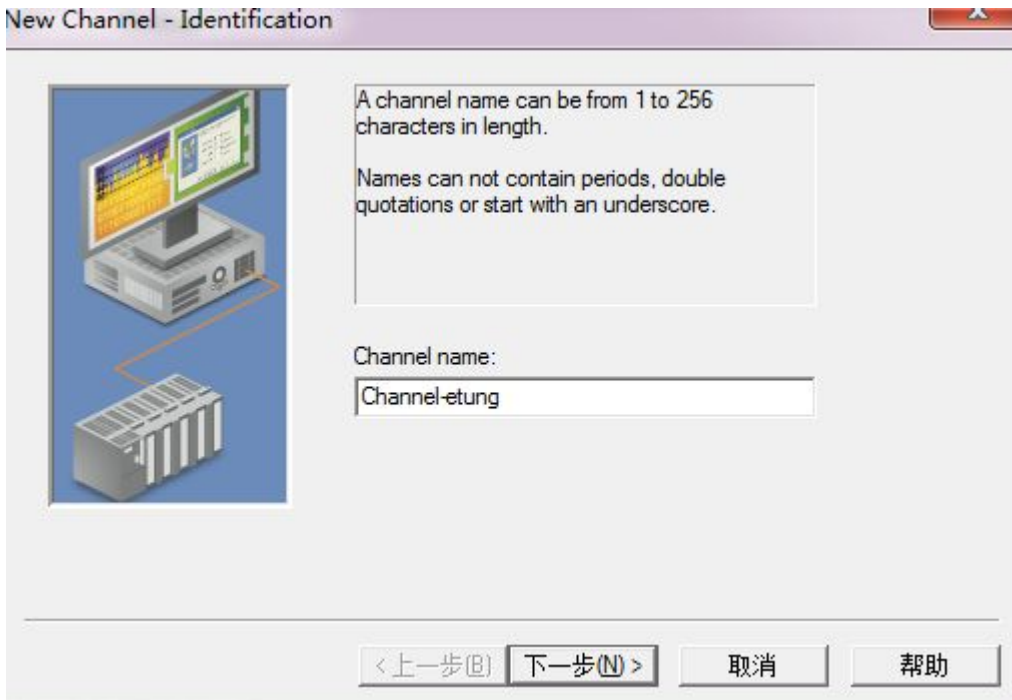 New Channel - Identification
A channel name can be from 1 to 256
characters in length.
Names can not contain periods, double
quotations or start with an underscore.
Channel name:
Channel-etung
<上一步(B) 下一步(N) > 取消 帮助